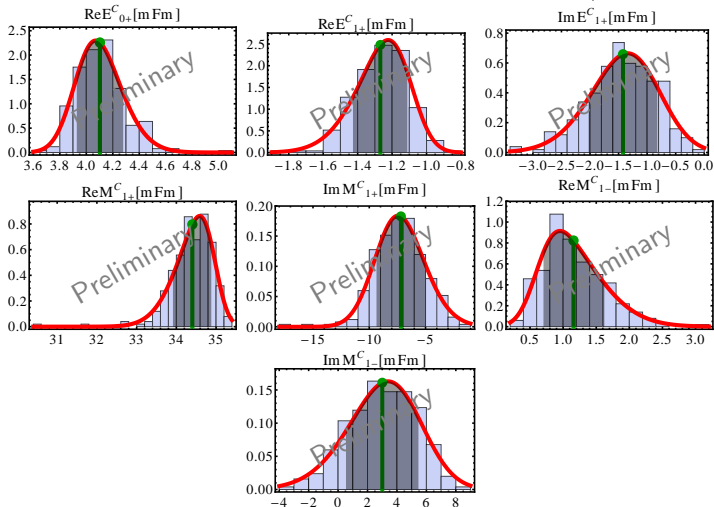 ReE^C_0+[mFm]
ReE^C_1+[mFm]
ImE^C_1+[mFm]
2.5
2.0
1.5
1.0
0.5
0.0
3.6 3.8 4.0 4.2 4.4 4.6 4.8 5.0
Preliminary
2.5
2.0
1.5
1.0
0.5
0.0
−1.8 −1.6 −1.4 −1.2 −1.0 −0.8
Preliminary
0.8
0.6
0.4
0.2
0.0
−3.0 −2.5 −2.0 −1.5 −1.0 −0.5 0.0
Preliminary
ReM^C_1+[mFm]
ImM^C_1+[mFm]
ReM^C_1−[mFm]
0.8
0.6
0.4
0.2
0.0
31 32 33 34 35
Preliminary
0.20
0.15
0.10
0.05
0.00
−15 −10 −5
Preliminary
1.2
1.0
0.8
0.6
0.4
0.2
0.0
0.5 1.0 1.5 2.0 2.5 3.0
Preliminary
ImM^C_1−[mFm]
0.15
0.10
0.05
0.00
−4 −2 0 2 4 6 8
Preliminary